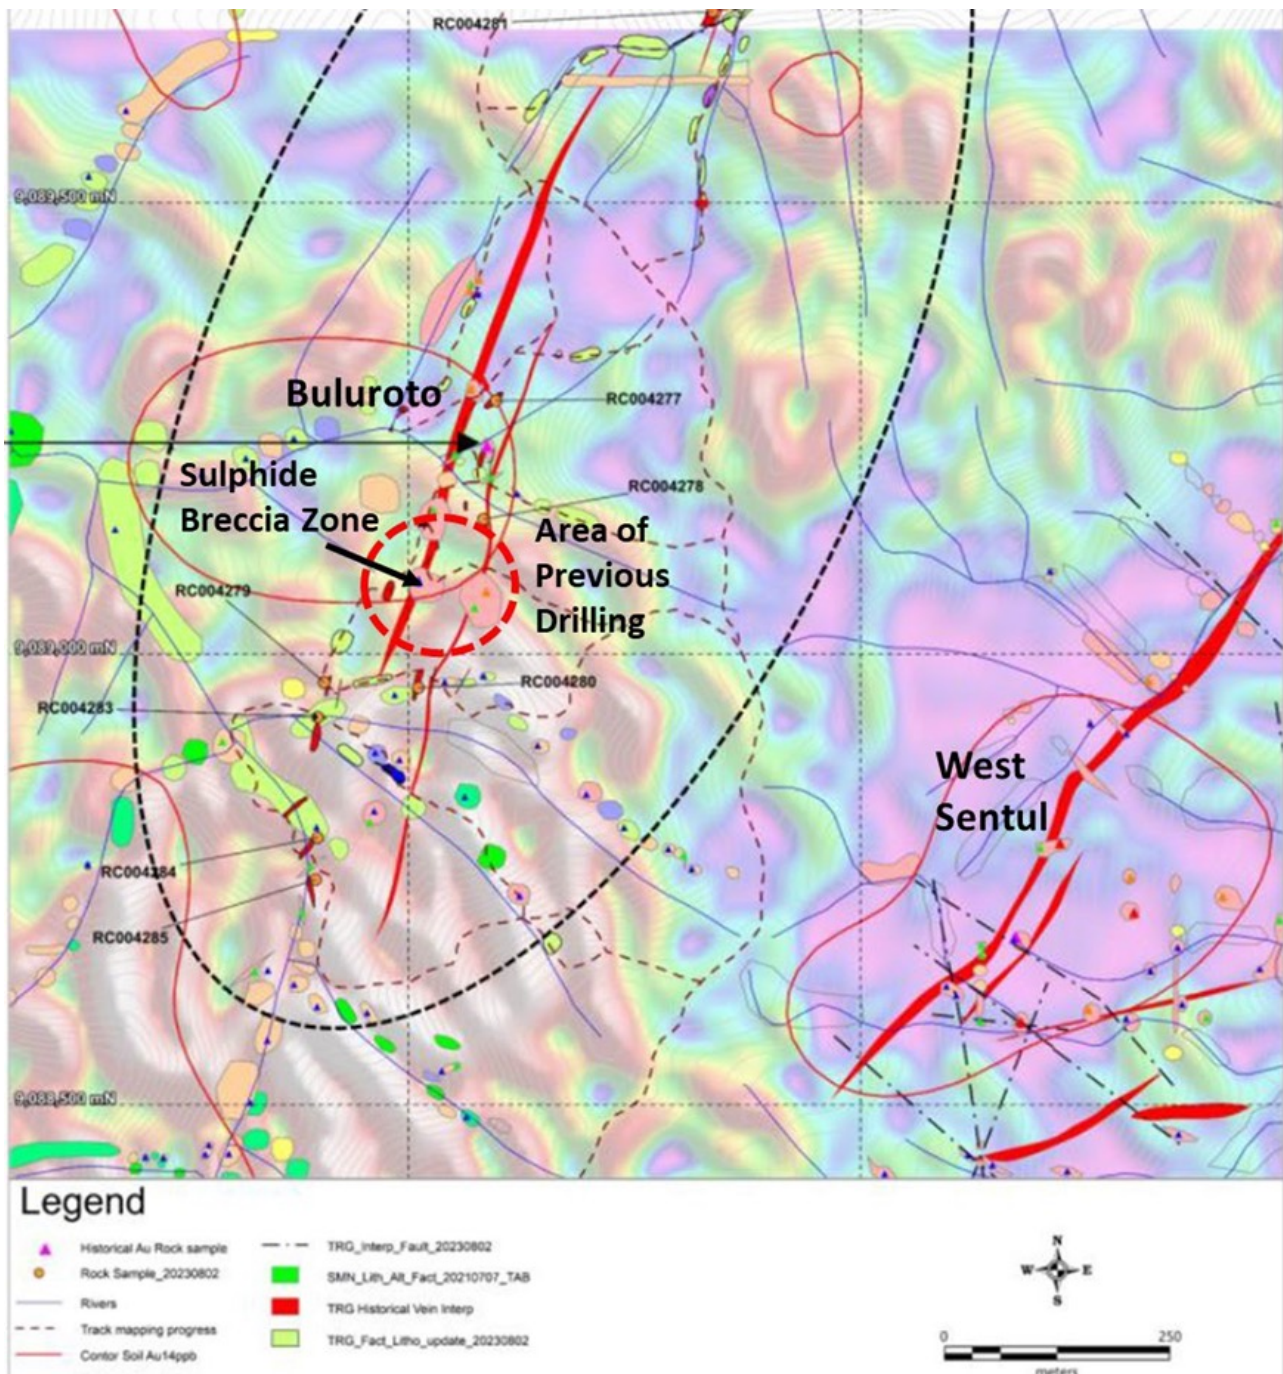 RC004281
9,089,500 mN
Buluroto
RC004277
Sulphide
Breccia Zone
RC004278
Area of
Previous
Drilling
RC004279
9,089,000 mN
RC004280
RC004283
West
Sentul
RC004284
RC004285
9,088,500 mN
Legend
Historical Au Rock sample
Rock Sample_20230802
Rivers
Track mapping progress
Contor Soil Au14ppb
TRG_Interp_Fault_20230802
SMN_Lith_Alt_Fact_20210707_TAB
TRG Historical Vein Interp
TRG_Fact_Litho_update_20230802
N
W E
S
0 250
meters